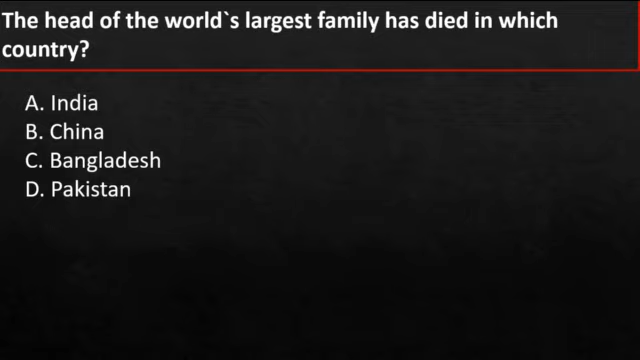 The head of the world`s largest family has died in which
country?
A. India
B. China
C. Bangladesh
D. Pakistan